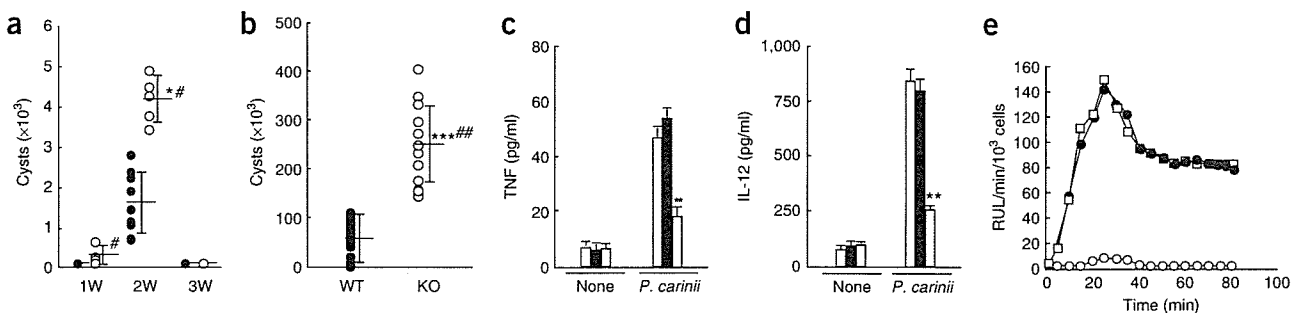 a
Cysts (×10³)
6
5
4
3
2
1
0
*#
#
1W 2W 3W
b
Cysts (×10³)
500
400
300
200
100
0
***##
WT KO
c
TNF (pg/ml)
80
60
40
20
0
**
None P. carinii
d
IL-12 (pg/ml)
1,000
750
500
250
0
**
None P. carinii
e
RUL/min/10³ cells
160
140
120
100
80
60
40
20
0
0 20 40 60 80 100
Time (min)